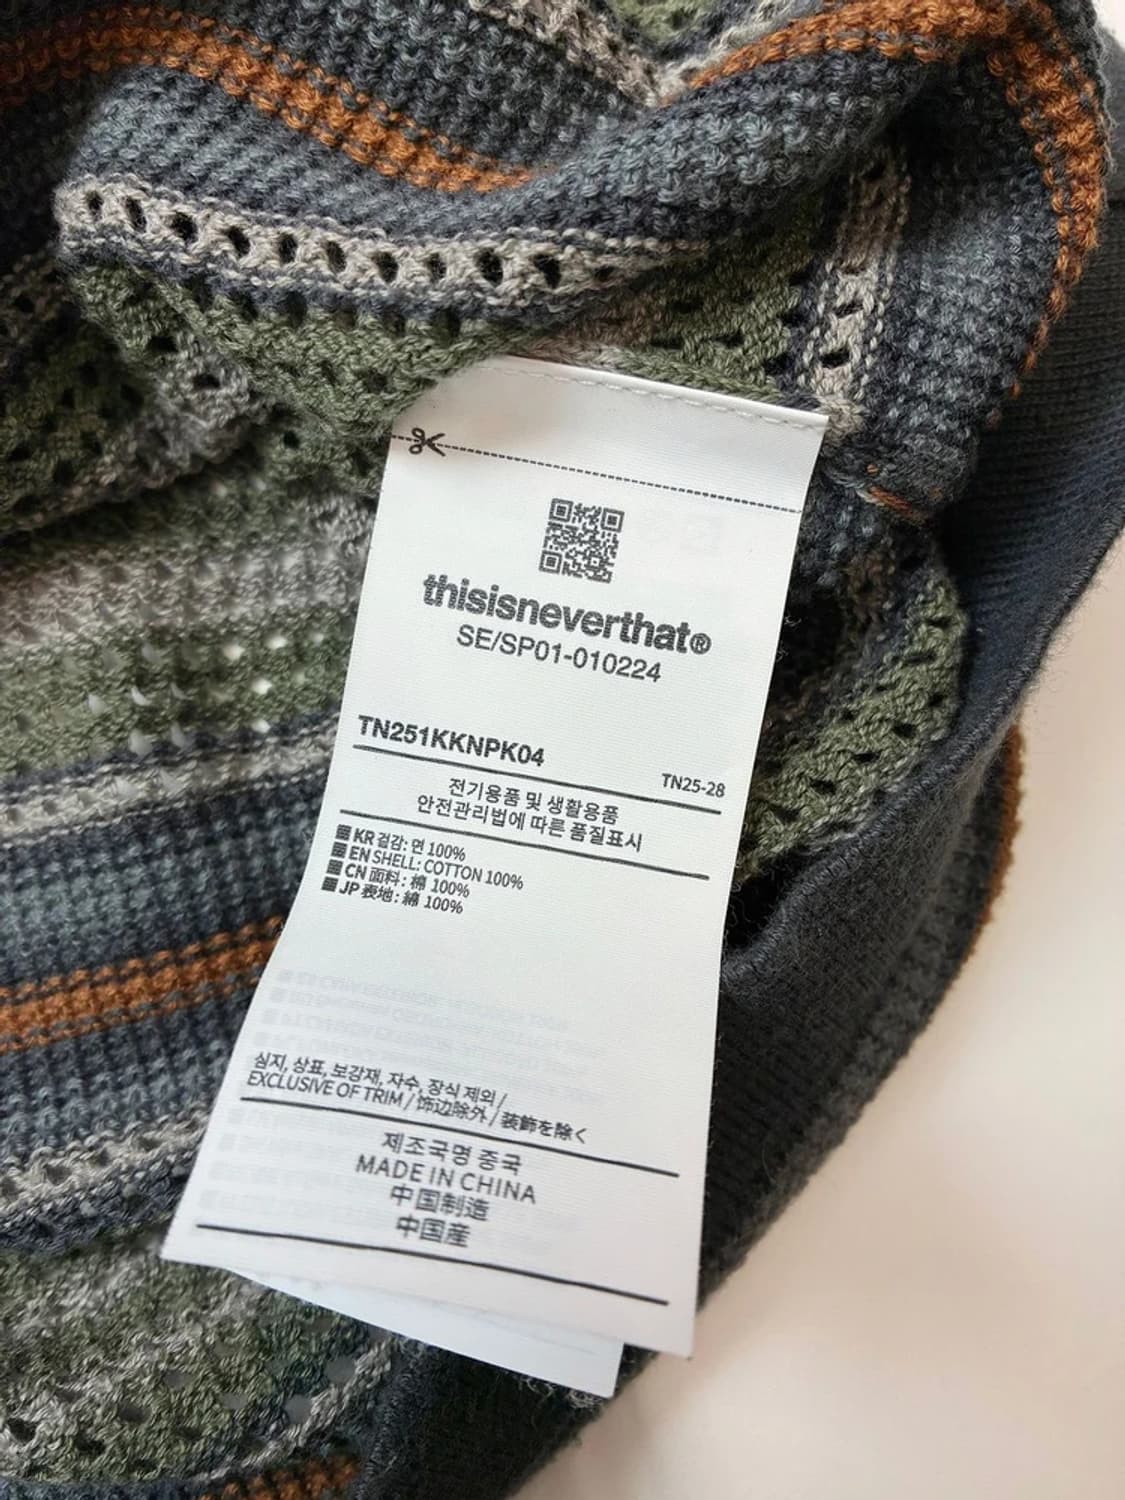 thisisneverthat®
SE/SP01-010224
TN251KKNPK04
TN25-28
전기용품 및 생활용품
안전관리법에 따른 품질표시
KR 겉감: 면 100%
EN SHELL: COTTON 100%
CN 面料: 棉 100%
JP 表地: 綿 100%
심지, 상표, 보강재, 자수, 장식 제외 /
EXCLUSIVE OF TRIM / 饰边除外 / 装飾を除く
제조국명 중국
MADE IN CHINA
中国制造
中国産